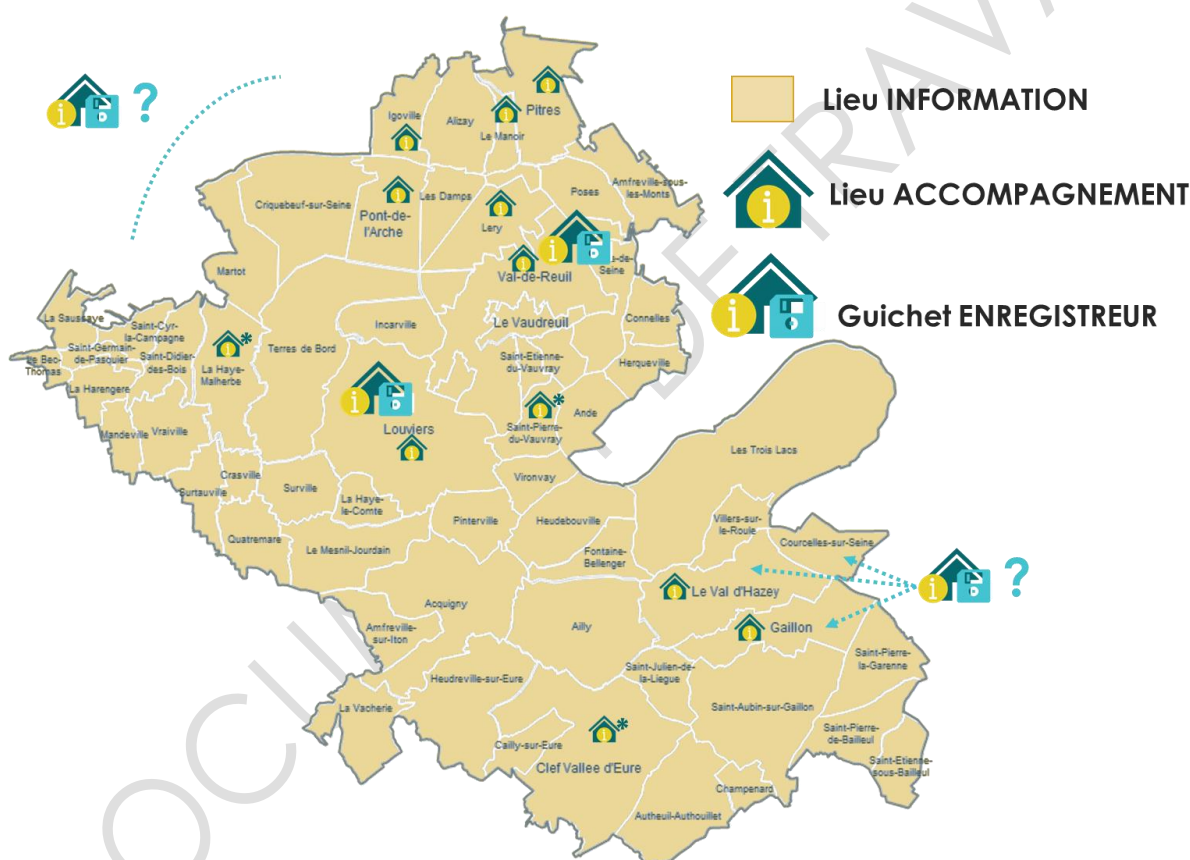 ?
Lieu INFORMATION
Lieu ACCOMPAGNEMENT
Guichet ENREGISTREUR
Pitres
Igoville
Alizay
Le Manoir
Criquebeuf-sur-Seine
Pont-de-
l'Arche
Les Damps
Lery
Poses
Amfreville-sous-
les-Monts
Martot
Val-de-Reuil
-de-
Seine
La Saussaye
Saint-Cyr-
la-Campagne
Saint-Germain-
de-Pasquier
Saint-Didier-
des-Bois
Le Bec-
Thomas
La Harengere
*
La Haye-
Malherbe
Terres de Bord
Incarville
Le Vaudreuil
Connelles
Saint-Etienne-
du-Vauvray
Herqueville
*
Ande
Saint-Pierre-
du-Vauvray
Louviers
Mandeville
Vraiville
Crasville
Surtauville
Surville
La Haye-
le-Comte
Vironvay
Les Trois Lacs
Quatremare
Le Mesnil-Jourdain
Pinterville
Heudebouville
Fontaine-
Bellenger
Villers-sur-
le-Roule
Courcelles-sur-Seine
?
Le Val d'Hazey
Acquigny
Amfreville-
sur-Iton
Ailly
Gaillon
Saint-Pierre-
la-Garenne
Heudreville-sur-Eure
Saint-Julien-de-
la-Liegue
La Vacherie
Saint-Aubin-sur-Gaillon
*
Cailly-sur-Eure
Clef Vallee d'Eure
Saint-Pierre-
de-Bailleul
Saint-Etienne-
sous-Bailleul
Champenard
Autheuil-Authouillet